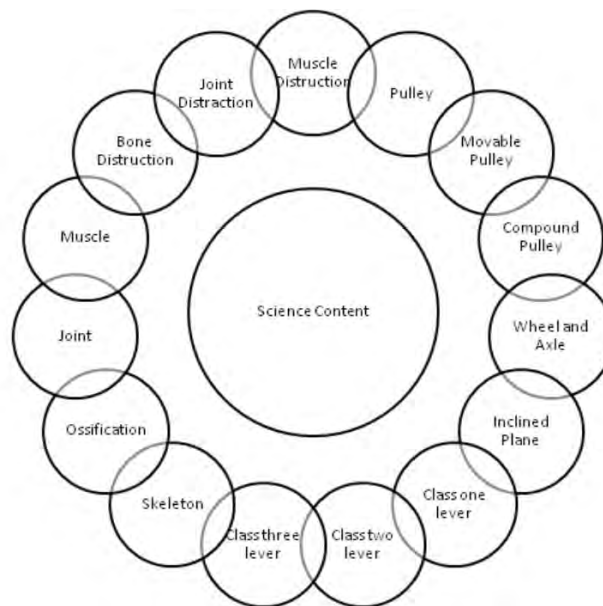 Muscle
Distruction
Pulley
Movable
Pulley
Compound
Pulley
Wheel and
Axle
Inclined
Plane
Class one
lever
Class two
lever
Class three
lever
Skeleton
Ossification
Joint
Muscle
Bone
Distruction
Joint
Distraction
Science Content